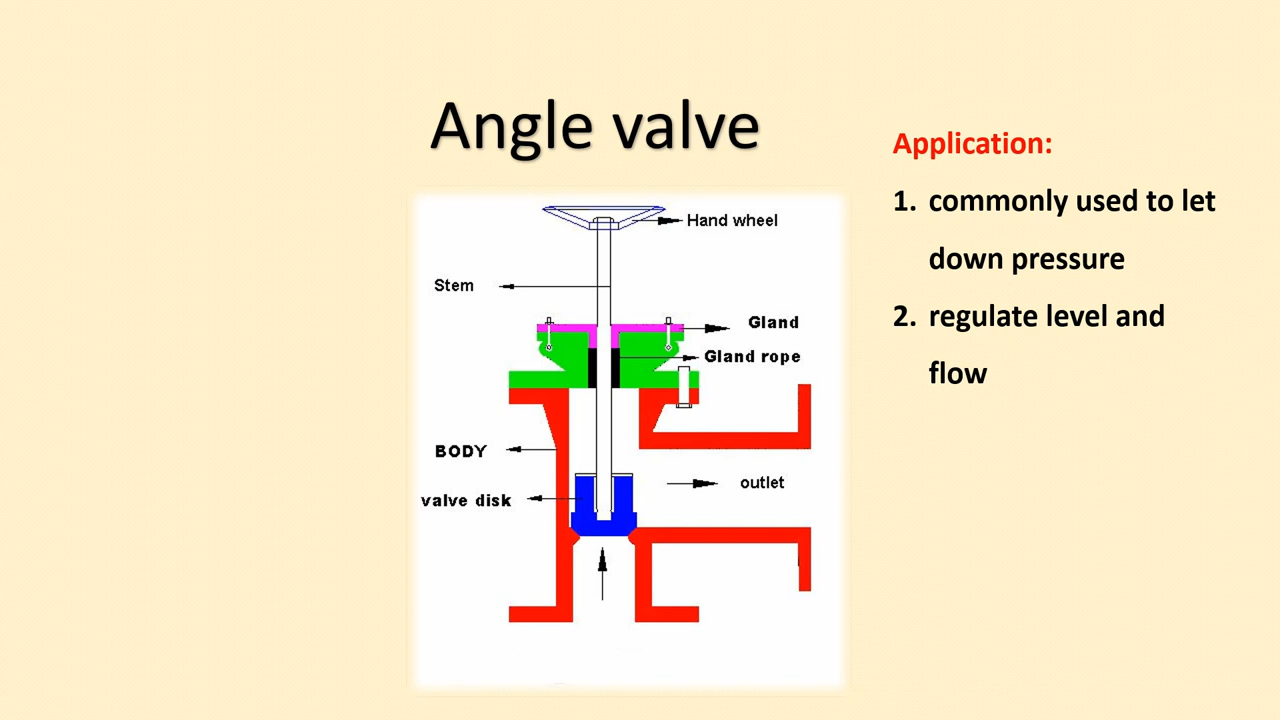 Angle valve
Hand wheel
Stem
Gland
Gland rope
BODY
outlet
valve disk
Application:
1. commonly used to let
down pressure
2. regulate level and
flow